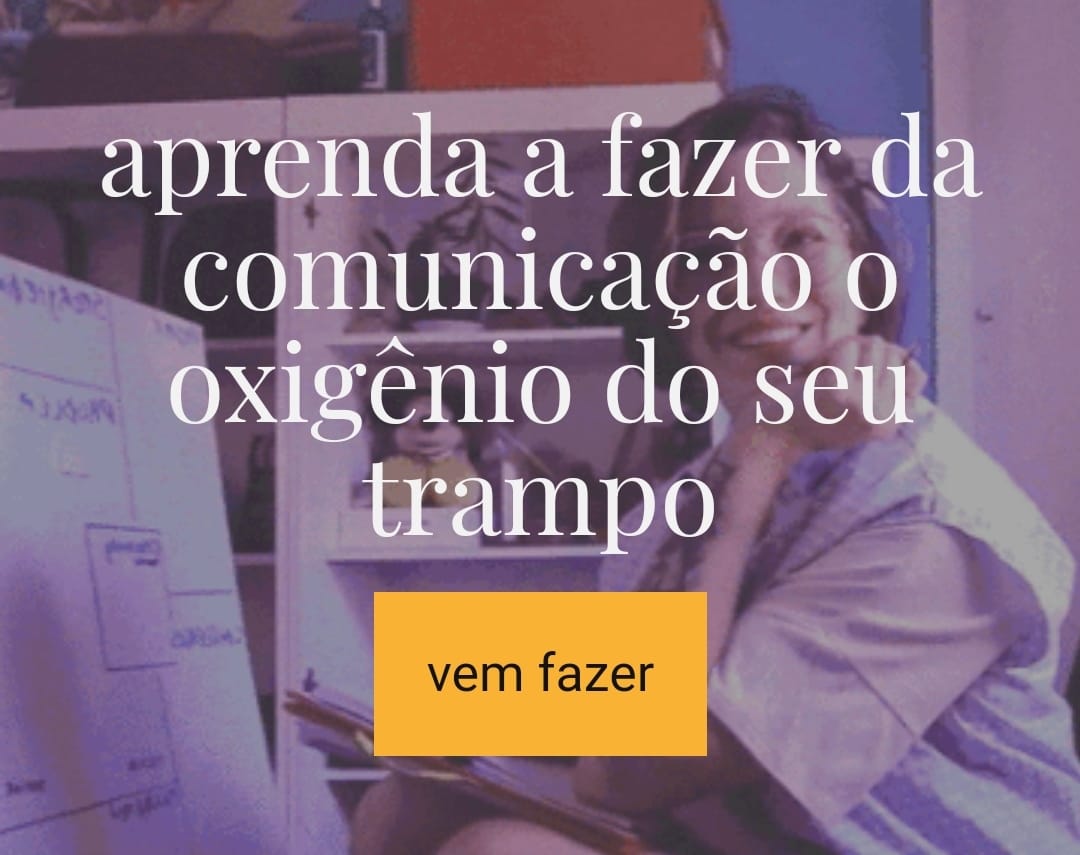 aprenda a fazer da
comunicação o
oxigênio do seu
trampo
vem fazer